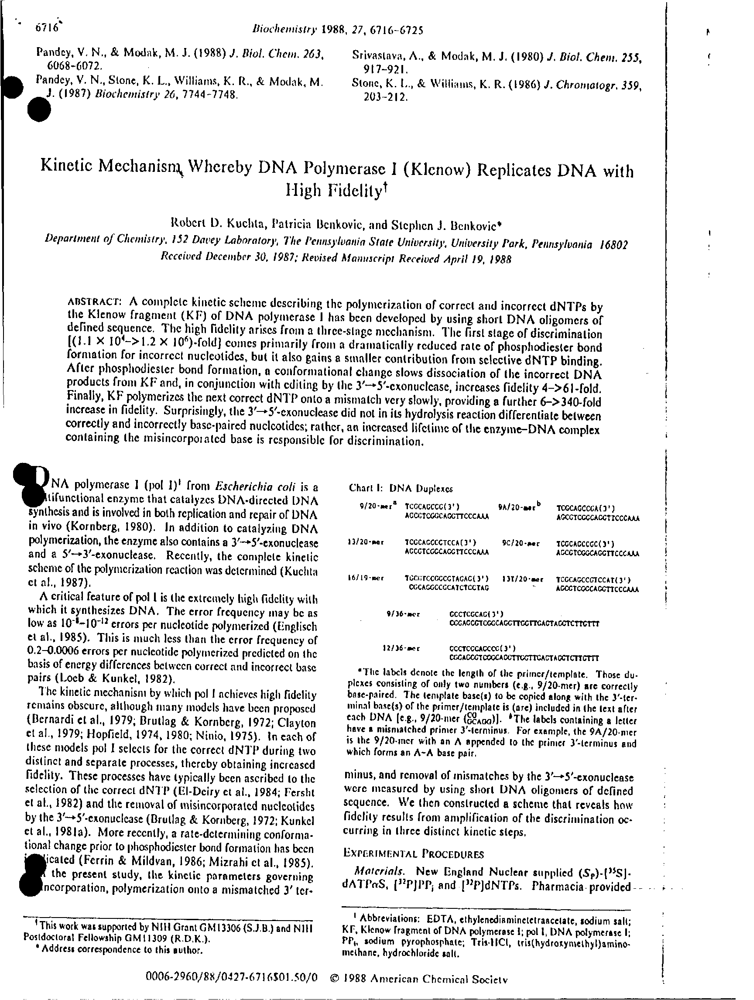 6716
Biochemistry 1988, 27, 6716-6725
Pandey, V. N., & Modak, M. J. (1988) J. Biol. Chem. 263,
6068-6072.
Pandey, V. N., Stone, K. L., Williams, K. R., & Modak, M.
J. (1987) Biochemistry 26, 7744-7748.
Srivastava, A., & Modak, M. J. (1980) J. Biol. Chem. 255,
917-921.
Stone, K. L., & Williams, K. R. (1986) J. Chromatogr. 359,
203-212.
Kinetic Mechanism Whereby DNA Polymerase I (Klenow) Replicates DNA with
High Fidelity†
Robert D. Kuchta, Patricia Benkovic, and Stephen J. Benkovic*
Department of Chemistry, 152 Davey Laboratory, The Pennsylvania State University, University Park, Pennsylvania 16802
Received December 30, 1987; Revised Manuscript Received April 19, 1988
ABSTRACT: A complete kinetic scheme describing the polymerization of correct and incorrect dNTPs by
the Klenow fragment (KF) of DNA polymerase I has been developed by using short DNA oligomers of
defined sequence. The high fidelity arises from a three-stage mechanism. The first stage of discrimination
[(1.1 × 10⁴->1.2 × 10⁶)-fold] comes primarily from a dramatically reduced rate of phosphodiester bond
formation for incorrect nucleotides, but it also gains a smaller contribution from selective dNTP binding.
After phosphodiester bond formation, a conformational change slows dissociation of the incorrect DNA
products from KF and, in conjunction with editing by the 3'→5'-exonuclease, increases fidelity 4->61-fold.
Finally, KF polymerizes the next correct dNTP onto a mismatch very slowly, providing a further 6->340-fold
increase in fidelity. Surprisingly, the 3'→5'-exonuclease did not in its hydrolysis reaction differentiate between
correctly and incorrectly base-paired nucleotides; rather, an increased lifetime of the enzyme-DNA complex
containing the misincorporated base is responsible for discrimination.
DNA polymerase I (pol I)¹ from Escherichia coli is a
tifunctional enzyme that catalyzes DNA-directed DNA
synthesis and is involved in both replication and repair of DNA
in vivo (Kornberg, 1980). In addition to catalyzing DNA
polymerization, the enzyme also contains a 3'→5'-exonuclease
and a 5'→3'-exonuclease. Recently, the complete kinetic
scheme of the polymerization reaction was determined (Kuchta
et al., 1987).
A critical feature of pol I is the extremely high fidelity with
which it synthesizes DNA. The error frequency may be as
low as 10⁻⁸-10⁻¹² errors per nucleotide polymerized (Englisch
et al., 1985). This is much less than the error frequency of
0.2-0.0006 errors per nucleotide polymerized predicted on the
basis of energy differences between correct and incorrect base
pairs (Loeb & Kunkel, 1982).
The kinetic mechanism by which pol I achieves high fidelity
remains obscure, although many models have been proposed
(Bernardi et al., 1979; Brutlag & Kornberg, 1972; Clayton
et al., 1979; Hopfield, 1974, 1980; Ninio, 1975). In each of
these models pol I selects for the correct dNTP during two
distinct and separate processes, thereby obtaining increased
fidelity. These processes have typically been ascribed to the
selection of the correct dNTP (El-Deiry et al., 1984; Fersht
et al., 1982) and the removal of misincorporated nucleotides
by the 3'→5'-exonuclease (Brutlag & Kornberg, 1972; Kunkel
et al., 1981a). More recently, a rate-determining conforma-
tional change prior to phosphodiester bond formation has been
icated (Ferrin & Mildvan, 1986; Mizrahi et al., 1985).
the present study, the kinetic parameters governing
incorporation, polymerization onto a mismatched 3' ter-
Chart I: DNA Duplexes
9/20-mer a TCGCAGCCG(3') 9A/20-mer b TCGCAGCCGA(3')
AGCGTCGGCAGGTTCCCAAA AGCGTCGGCAGGTTCCCAAA
13/20-mer TCGCAGCCGTCCA(3') 9C/20-mer TCGCAGCCGC(3')
AGCGTCGGCAGGTTCCCAAA AGCGTCGGCAGGTTCCCAAA
16/19-mer 13T/20-mer TCGCAGCCGTCCAT(3')
AGCGTCGGCAGGTTCCCAAA
9/36-mer GCCTCGCAG(3')
12/36-mer GCCTCGCAGCCG(3')
ᵃThe labels denote the length of the primer/template. Those du-
plexes consisting of only two numbers (e.g., 9/20-mer) are correctly
base-paired. The template base(s) to be copied along with the 3'-ter-
minal base(s) of the primer/template is (are) included in the text after
each DNA [e.g., 9/20-mer]. ᵇThe labels containing a letter
have a mismatched primer 3'-terminus. For example, the 9A/20-mer
is the 9/20-mer with an A appended to the primer 3'-terminus and
which forms an A-A base pair.
minus, and removal of mismatches by the 3'→5'-exonuclease
were measured by using short DNA oligomers of defined
sequence. We then constructed a scheme that reveals how
fidelity results from amplification of the discrimination oc-
curring in three distinct kinetic steps.
EXPERIMENTAL PROCEDURES
Materials. New England Nuclear supplied (Sₚ)-[³⁵S]-
dATPαS, [³²P]PPᵢ and [³²P]dNTPs. Pharmacia provided
†This work was supported by NIH Grant GM13306 (S.J.B.) and NIH
Postdoctoral Fellowship GM11309 (R.D.K.).
*Address correspondence to this author.
¹ Abbreviations: EDTA, ethylenediaminetetraacetate, sodium salt;
KF, Klenow fragment of DNA polymerase I; pol I, DNA polymerase I;
PPᵢ, sodium pyrophosphate; Tris-HCl, tris(hydroxymethyl)amino-
methane, hydrochloride salt.
0006-2960/88/0427-6716$01.50/0 © 1988 American Chemical Society